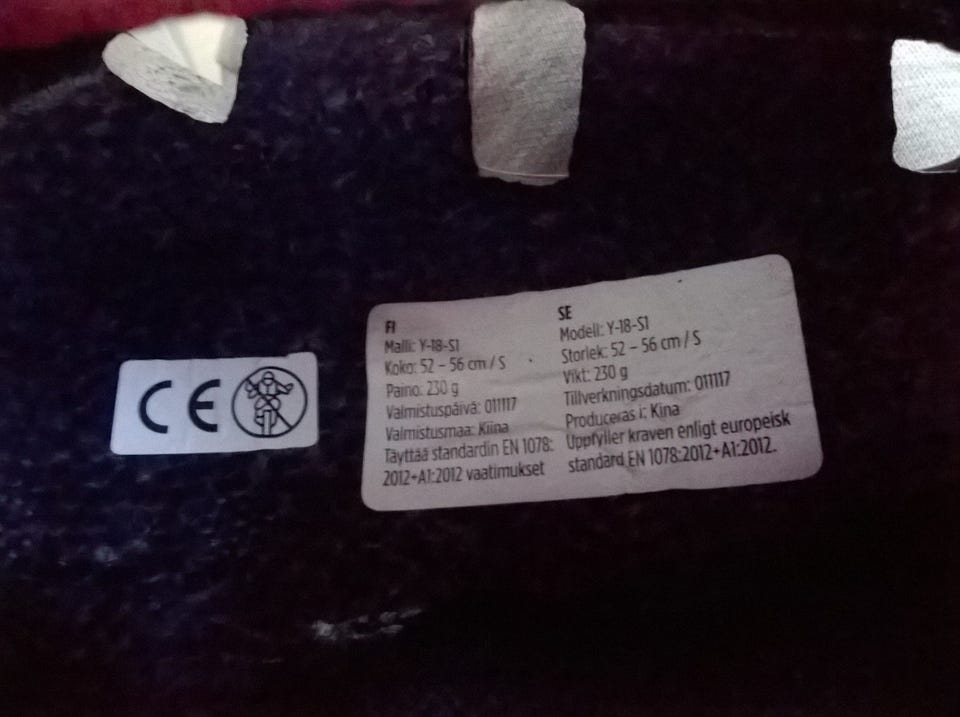 CE
FI
Malli: Y-18-S1
Koko: 52 – 56 cm / S
Paino: 230 g
Valmistuspäivä: 011117
Valmistusmaa: Kiina
Täyttää standardin EN 1078:
2012+A1:2012 vaatimukset
SE
Modell: Y-18-S1
Storlek: 52 – 56 cm / S
Vikt: 230 g
Tillverkningsdatum: 011117
Produceras i: Kina
Uppfyller kraven enligt europeisk
standard EN 1078:2012+A1:2012.